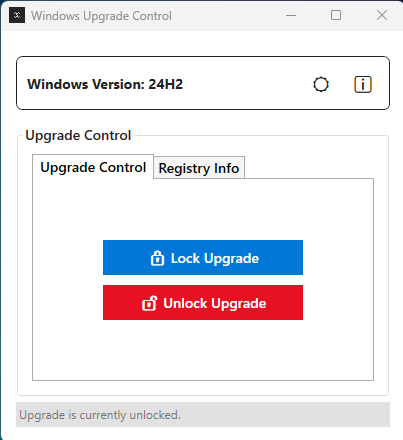 Windows Upgrade Control
Windows Version: 24H2
Upgrade Control
Upgrade Control
Registry Info
Lock Upgrade
Unlock Upgrade
Upgrade is currently unlocked.